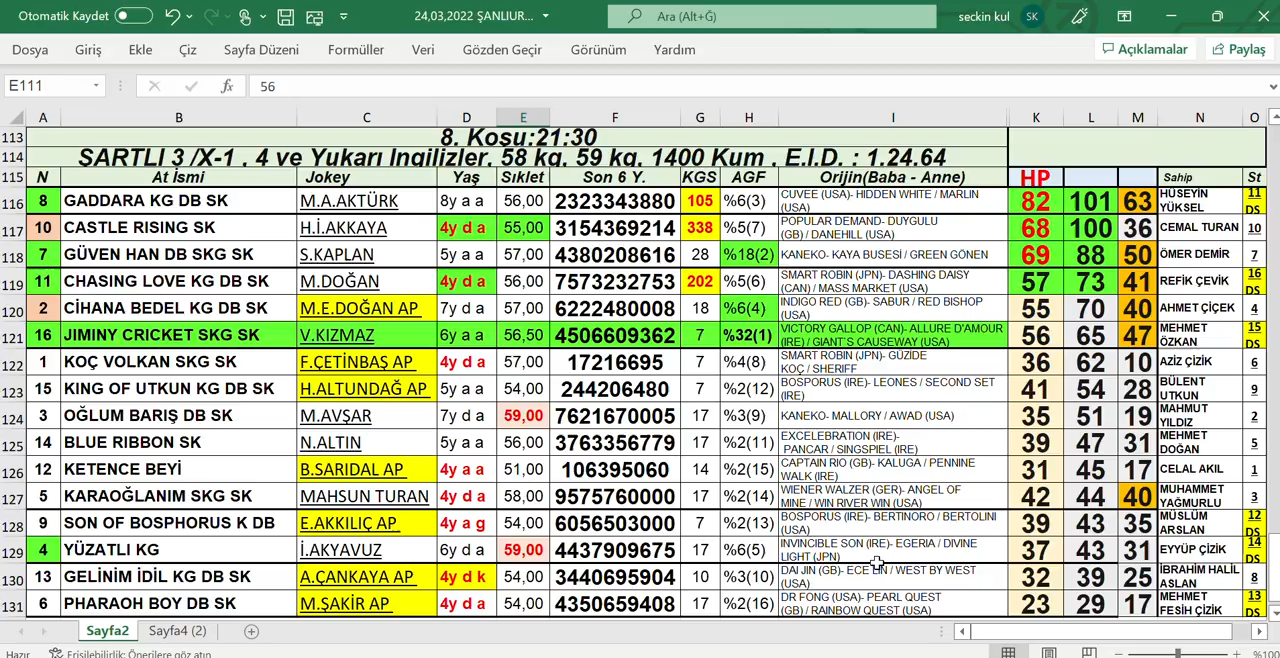 Otomatik Kaydet
24,03,2022 ŞANLIUR...
Ara (Alt+Ğ)
seckin kul SK
Dosya Giriş Ekle Çiz Sayfa Düzeni Formüller Veri Gözden Geçir Görünüm Yardım Açıklamalar Paylaş
E111 fx 56
A B C D E F G H I K L M N O
113 8. Koşu:21:30
114 ŞARTLI 3 /X-1 , 4 ve Yukarı İngilizler, 58 kg, 59 kg, 1400 Kum , E.İ.D. : 1.24.64
115 N At İsmi Jokey Yaş Sıklet Son 6 Y. KGS AGF Orijin(Baba - Anne) HP Sahip St
116 8 GADDARA KG DB SK M.A.AKTÜRK 8y a a 56,00 2323343880 105 %6(3) CUVEE (USA)- HIDDEN WHITE / MARLIN (USA) 82 101 63 HÜSEYİN YÜKSEL 11 DS
117 10 CASTLE RISING SK H.İ.AKKAYA 4y d a 55,00 3154369214 338 %5(7) POPULAR DEMAND- DUYGULU (GB) / DANEHILL (USA) 68 100 36 CEMAL TURAN 10
118 7 GÜVEN HAN DB SKG SK S.KAPLAN 5y a a 57,00 4380208616 28 %18(2) KANEKO- KAYA BUSESİ / GREEN GÖNEN 69 88 50 ÖMER DEMİR 7
119 11 CHASING LOVE KG DB SK M.DOĞAN 4y d a 56,00 7573232753 202 %5(6) SMART ROBIN (JPN)- DASHING DAISY (CAN) / MASS MARKET (USA) 57 73 41 REFİK ÇEVİK 16 DS
120 2 CİHANA BEDEL KG DB SK M.E.DOĞAN AP 7y d a 57,00 6222480008 18 %6(4) INDIGO RED (GB)- SABUR / RED BISHOP (USA) 55 70 40 AHMET ÇİÇEK 4
121 16 JIMINY CRICKET SKG SK V.KIZMAZ 6y a a 56,50 4506609362 7 %32(1) VICTORY GALLOP (CAN)- ALLURE D'AMOUR (IRE) / GIANT'S CAUSEWAY (USA) 56 65 47 MEHMET ÖZKAN 15 DS
122 1 KOÇ VOLKAN SKG SK F.ÇETİNBAŞ AP 4y d a 57,00 17216695 7 %4(8) SMART ROBIN (JPN)- GÜZİDE KOÇ / SHERIFF 36 62 10 AZİZ ÇİZİK 6
123 15 KING OF UTKUN KG DB SK H.ALTUNDAĞ AP 5y a a 54,00 244206480 7 %2(12) BOSPORUS (IRE)- LEONES / SECOND SET (IRE) 41 54 28 BÜLENT UTKUN 9
124 3 OĞLUM BARIŞ DB SK M.AVŞAR 7y d a 59,00 7621670005 17 %3(9) KANEKO- MALLORY / AWAD (USA) 35 51 19 MAHMUT YILDIZ 2
125 14 BLUE RIBBON SK N.ALTIN 5y a a 56,00 3763356779 17 %2(11) EXCELEBRATION (IRE)- PANCAR / SINGSPIEL (IRE) 39 47 31 MEHMET DOĞAN 5
126 12 KETENCE BEYİ B.SARIDAL AP 4y a a 51,00 106395060 14 %2(15) CAPTAIN RIO (GB)- KALUGA / PENNINE WALK (IRE) 31 45 17 CELAL AKIL 1
127 5 KARAOĞLANIM SKG SK MAHSUN TURAN 4y a a 58,00 9575760000 17 %2(14) WIENER WALZER (GER)- ANGEL OF MINE / WIN RIVER WIN (USA) 42 44 40 MUHAMMET YAĞMURLU 3
128 9 SON OF BOSPHORUS K DB E.AKKILIÇ AP 4y a g 54,00 6056503000 7 %2(13) BOSPORUS (IRE)- BERTINORO / BERTOLINI (USA) 39 43 35 MÜSLÜM ARSLAN 12 DS
129 4 YÜZATLI KG İ.AKYAVUZ 6y d a 59,00 4437909675 17 %6(5) INVINCIBLE SON (IRE)- EGERIA / DIVINE LIGHT (JPN) 37 43 31 EYYÜP ÇİZİK 14 DS
130 13 GELİNİM İDİL KG DB SK A.ÇANKAYA AP 4y d k 54,00 3440695904 10 %3(10) DAI JIN (GB)- ECE LİN / WEST BY WEST (USA) 32 39 25 İBRAHİM HALİL ASLAN 8
131 6 PHARAOH BOY DB SK M.ŞAKİR AP 4y d a 54,00 4350659408 17 %2(16) DR FONG (USA)- PEARL QUEST (GB) / RAINBOW QUEST (USA) 23 29 17 MEHMET FESİH ÇİZİK 13 DS
Sayfa2 Sayfa4 (2)
Hazır Erişilebilirlik: Önerilere göz atın %100